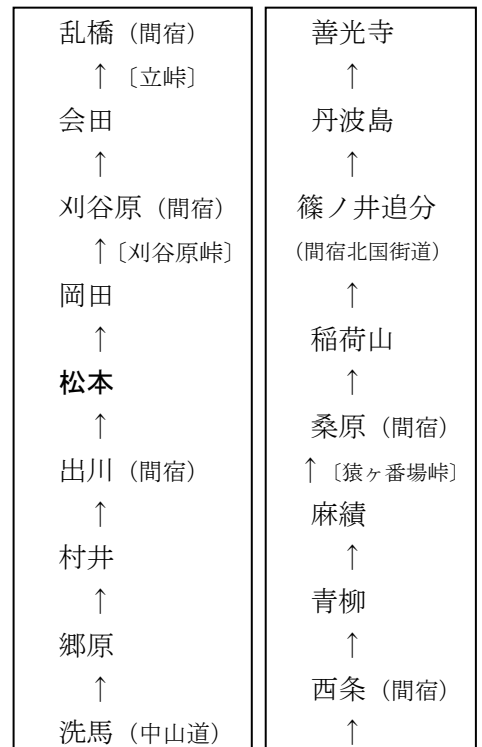 乱橋（間宿）
↑〔立峠〕
会田
↑
刈谷原（間宿）
↑〔刈谷原峠〕
岡田
↑
松本
↑
出川（間宿）
↑
村井
↑
郷原
↑
洗馬（中山道）
善光寺
↑
丹波島
↑
篠ノ井追分
（間宿北国街道）
↑
稲荷山
↑
桑原（間宿）
↑〔猿ヶ番場峠〕
麻績
↑
青柳
↑
西条（間宿）
↑